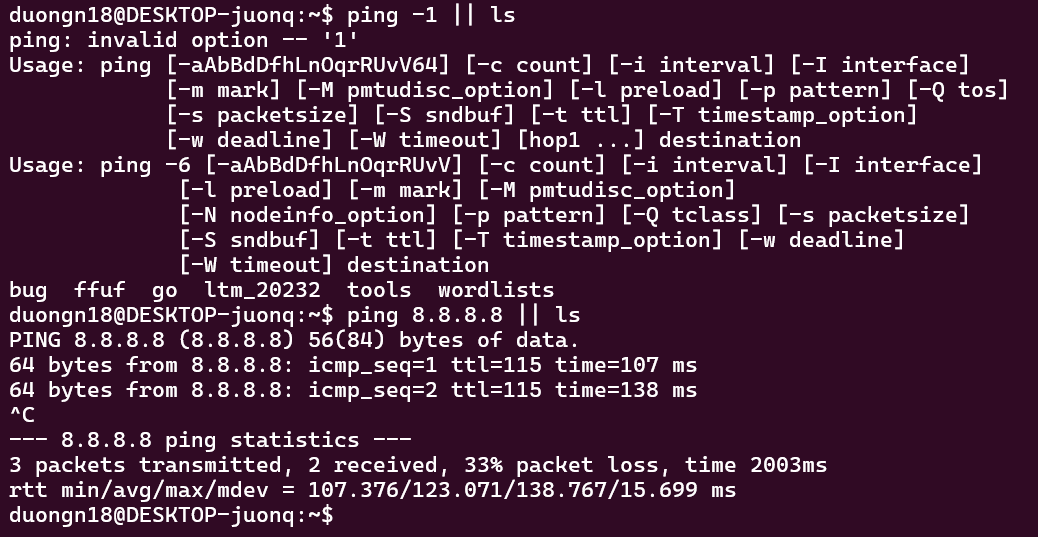 duongn18@DESKTOP-juonq:~$ ping -1 || ls
ping: invalid option -- '1'
Usage: ping [-aAbBdDfhLnOqrRUvV64] [-c count] [-i interval] [-I interface]
            [-m mark] [-M pmtudisc_option] [-l preload] [-p pattern] [-Q tos]
            [-s packetsize] [-S sndbuf] [-t ttl] [-T timestamp_option]
            [-w deadline] [-W timeout] [hop1 ...] destination
Usage: ping -6 [-aAbBdDfhLnOqrRUvV] [-c count] [-i interval] [-I interface]
             [-l preload] [-m mark] [-M pmtudisc_option]
             [-N nodeinfo_option] [-p pattern] [-Q tclass] [-s packetsize]
             [-S sndbuf] [-t ttl] [-T timestamp_option] [-w deadline]
             [-W timeout] destination
bug  ffuf  go  ltm_20232  tools  wordlists
duongn18@DESKTOP-juonq:~$ ping 8.8.8.8 || ls
PING 8.8.8.8 (8.8.8.8) 56(84) bytes of data.
64 bytes from 8.8.8.8: icmp_seq=1 ttl=115 time=107 ms
64 bytes from 8.8.8.8: icmp_seq=2 ttl=115 time=138 ms
^C
--- 8.8.8.8 ping statistics ---
3 packets transmitted, 2 received, 33% packet loss, time 2003ms
rtt min/avg/max/mdev = 107.376/123.071/138.767/15.699 ms
duongn18@DESKTOP-juonq:~$